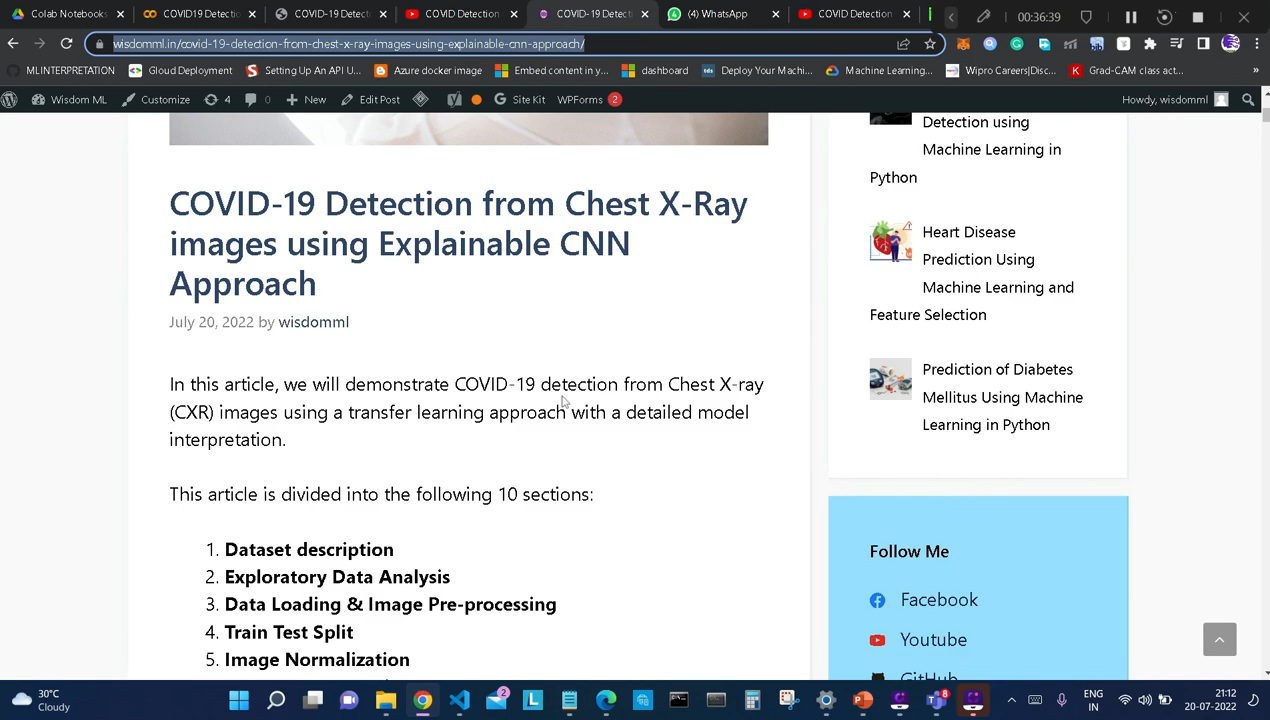 Colab Notebooks
COVID19 Detectio
COVID-19 Detect
COVID Detection
COVID-19 Detecti
(4) WhatsApp
COVID Detection
00:36:39
wisdomml.in/covid-19-detection-from-chest-x-ray-images-using-explainable-cnn-approach/
MLINTERPRETATION
Gloud Deployment
Setting Up An API U...
Azure docker image
Embed content in y...
dashboard
Deploy Your Machi...
Machine Learning...
Wipro Careers|Disc...
Grad-CAM class act...
Wisdom ML
Customize
4
0
New
Edit Post
Site Kit
WPForms 2
Howdy, wisdomml
COVID-19 Detection from Chest X-Ray
images using Explainable CNN
Approach
July 20, 2022 by wisdomml
In this article, we will demonstrate COVID-19 detection from Chest X-ray
(CXR) images using a transfer learning approach with a detailed model
interpretation.
This article is divided into the following 10 sections:
1. Dataset description
2. Exploratory Data Analysis
3. Data Loading & Image Pre-processing
4. Train Test Split
5. Image Normalization
Detection using
Machine Learning in
Python
Heart Disease
Prediction Using
Machine Learning and
Feature Selection
Prediction of Diabetes
Mellitus Using Machine
Learning in Python
Follow Me
Facebook
Youtube
GitHub
30°C
Cloudy
2
8
ENG
IN
21:12
20-07-2022